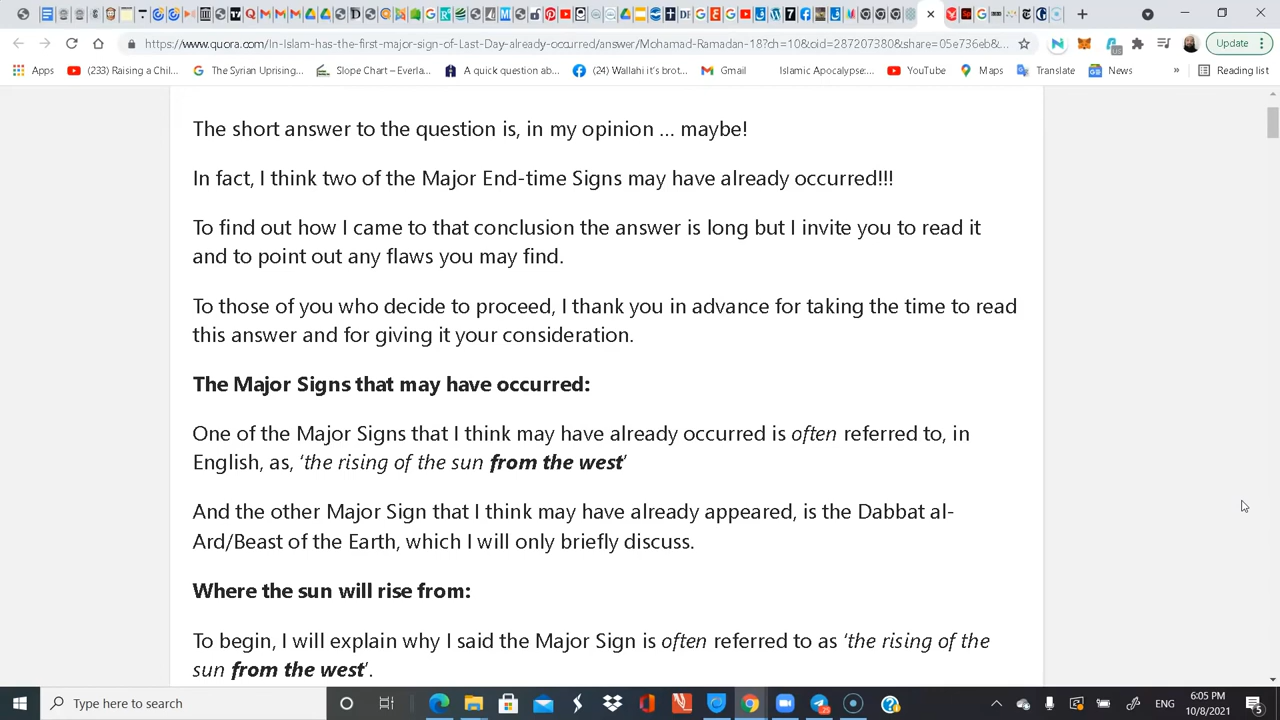 https://www.quora.com/In-Islam-has-the-first-major-sign-of-Last-Day-already-occurred/answer/Mohamad-Ramadan-18?ch=10&oid=287207380&share=05e736eb&...
Update
Apps
(233) Raising a Chil...
The Syrian Uprising...
Slope Chart – Everla...
A quick question ab...
(24) Wallahi it's brot...
Gmail
Islamic Apocalypse:...
YouTube
Maps
Translate
News
»
Reading list
The short answer to the question is, in my opinion ... maybe!
In fact, I think two of the Major End-time Signs may have already occurred!!!
To find out how I came to that conclusion the answer is long but I invite you to read it
and to point out any flaws you may find.
To those of you who decide to proceed, I thank you in advance for taking the time to read
this answer and for giving it your consideration.
The Major Signs that may have occurred:
One of the Major Signs that I think may have already occurred is often referred to, in
English, as, 'the rising of the sun from the west'
And the other Major Sign that I think may have already appeared, is the Dabbat al-
Ard/Beast of the Earth, which I will only briefly discuss.
Where the sun will rise from:
To begin, I will explain why I said the Major Sign is often referred to as 'the rising of the
sun from the west'.
Type here to search
ENG
6:05 PM
10/8/2021
5